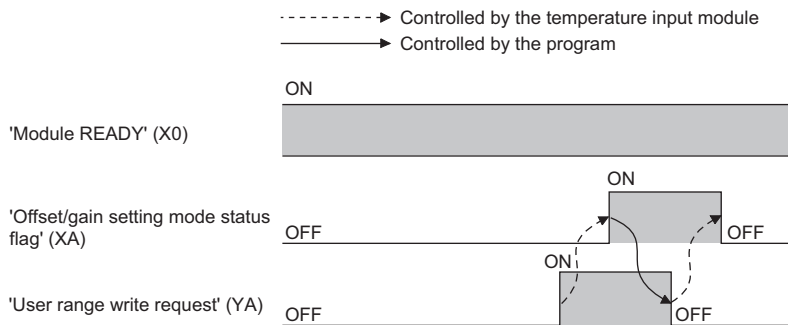 Controlled by the temperature input module
Controlled by the program
ON
'Module READY' (X0)
ON
'Offset/gain setting mode status
flag' (XA)
OFF
OFF
ON
'User range write request' (YA)
OFF
OFF